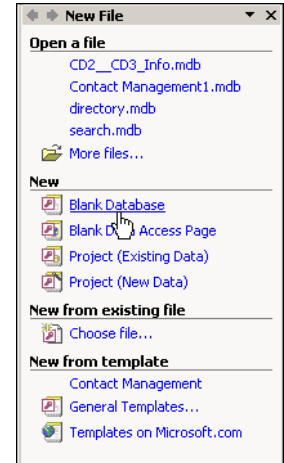 New File
Open a file
CD2__CD3_Info.mdb
Contact Management1.mdb
directory.mdb
search.mdb
More files...
New
Blank Database
Blank Data Access Page
Project (Existing Data)
Project (New Data)
New from existing file
Choose file...
New from template
Contact Management
General Templates...
Templates on Microsoft.com